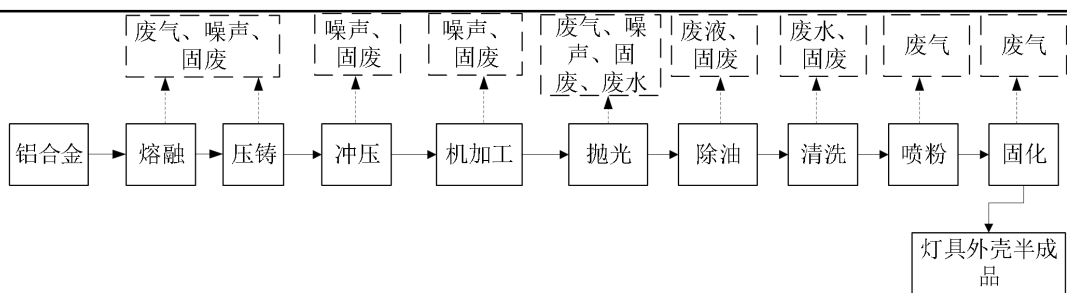 废气、噪声、
固废
噪声、
固废
噪声、
固废
废气、噪
声、固
废、废水
废液、
固废
废水、
固废
废气
废气
铝合金
熔融
压铸
冲压
机加工
抛光
除油
清洗
喷粉
固化
灯具外壳半成
品